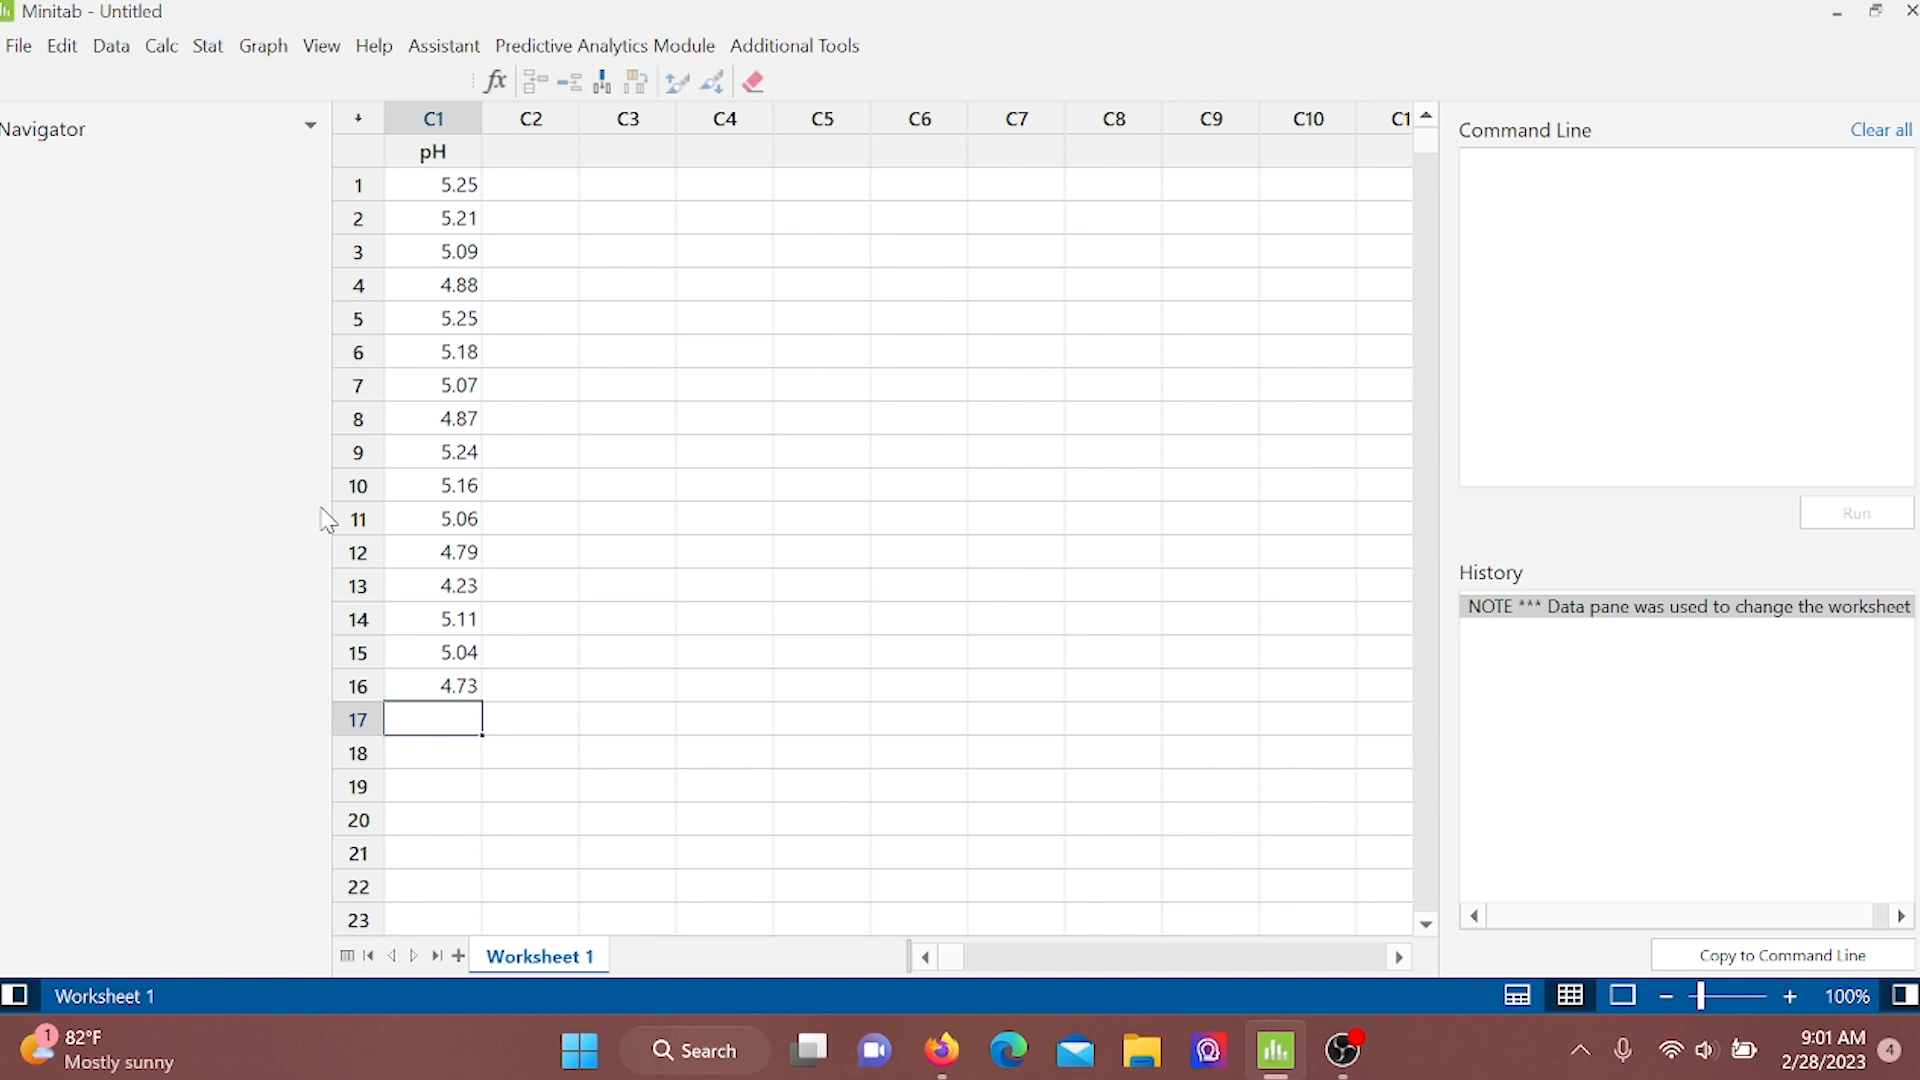 Minitab - Untitled
File Edit Data Calc Stat Graph View Help Assistant Predictive Analytics Module Additional Tools
fx
Navigator
C1 C2 C3 C4 C5 C6 C7 C8 C9 C10 C1
pH
1 5.25
2 5.21
3 5.09
4 4.88
5 5.25
6 5.18
7 5.07
8 4.87
9 5.24
10 5.16
11 5.06
12 4.79
13 4.23
14 5.11
15 5.04
16 4.73
17
18
19
20
21
22
23
Worksheet 1
Command Line Clear all
Run
History
NOTE *** Data pane was used to change the worksheet
Copy to Command Line
Worksheet 1
100%
1
82°F
Mostly sunny
Search
9:01 AM
2/28/2023
4